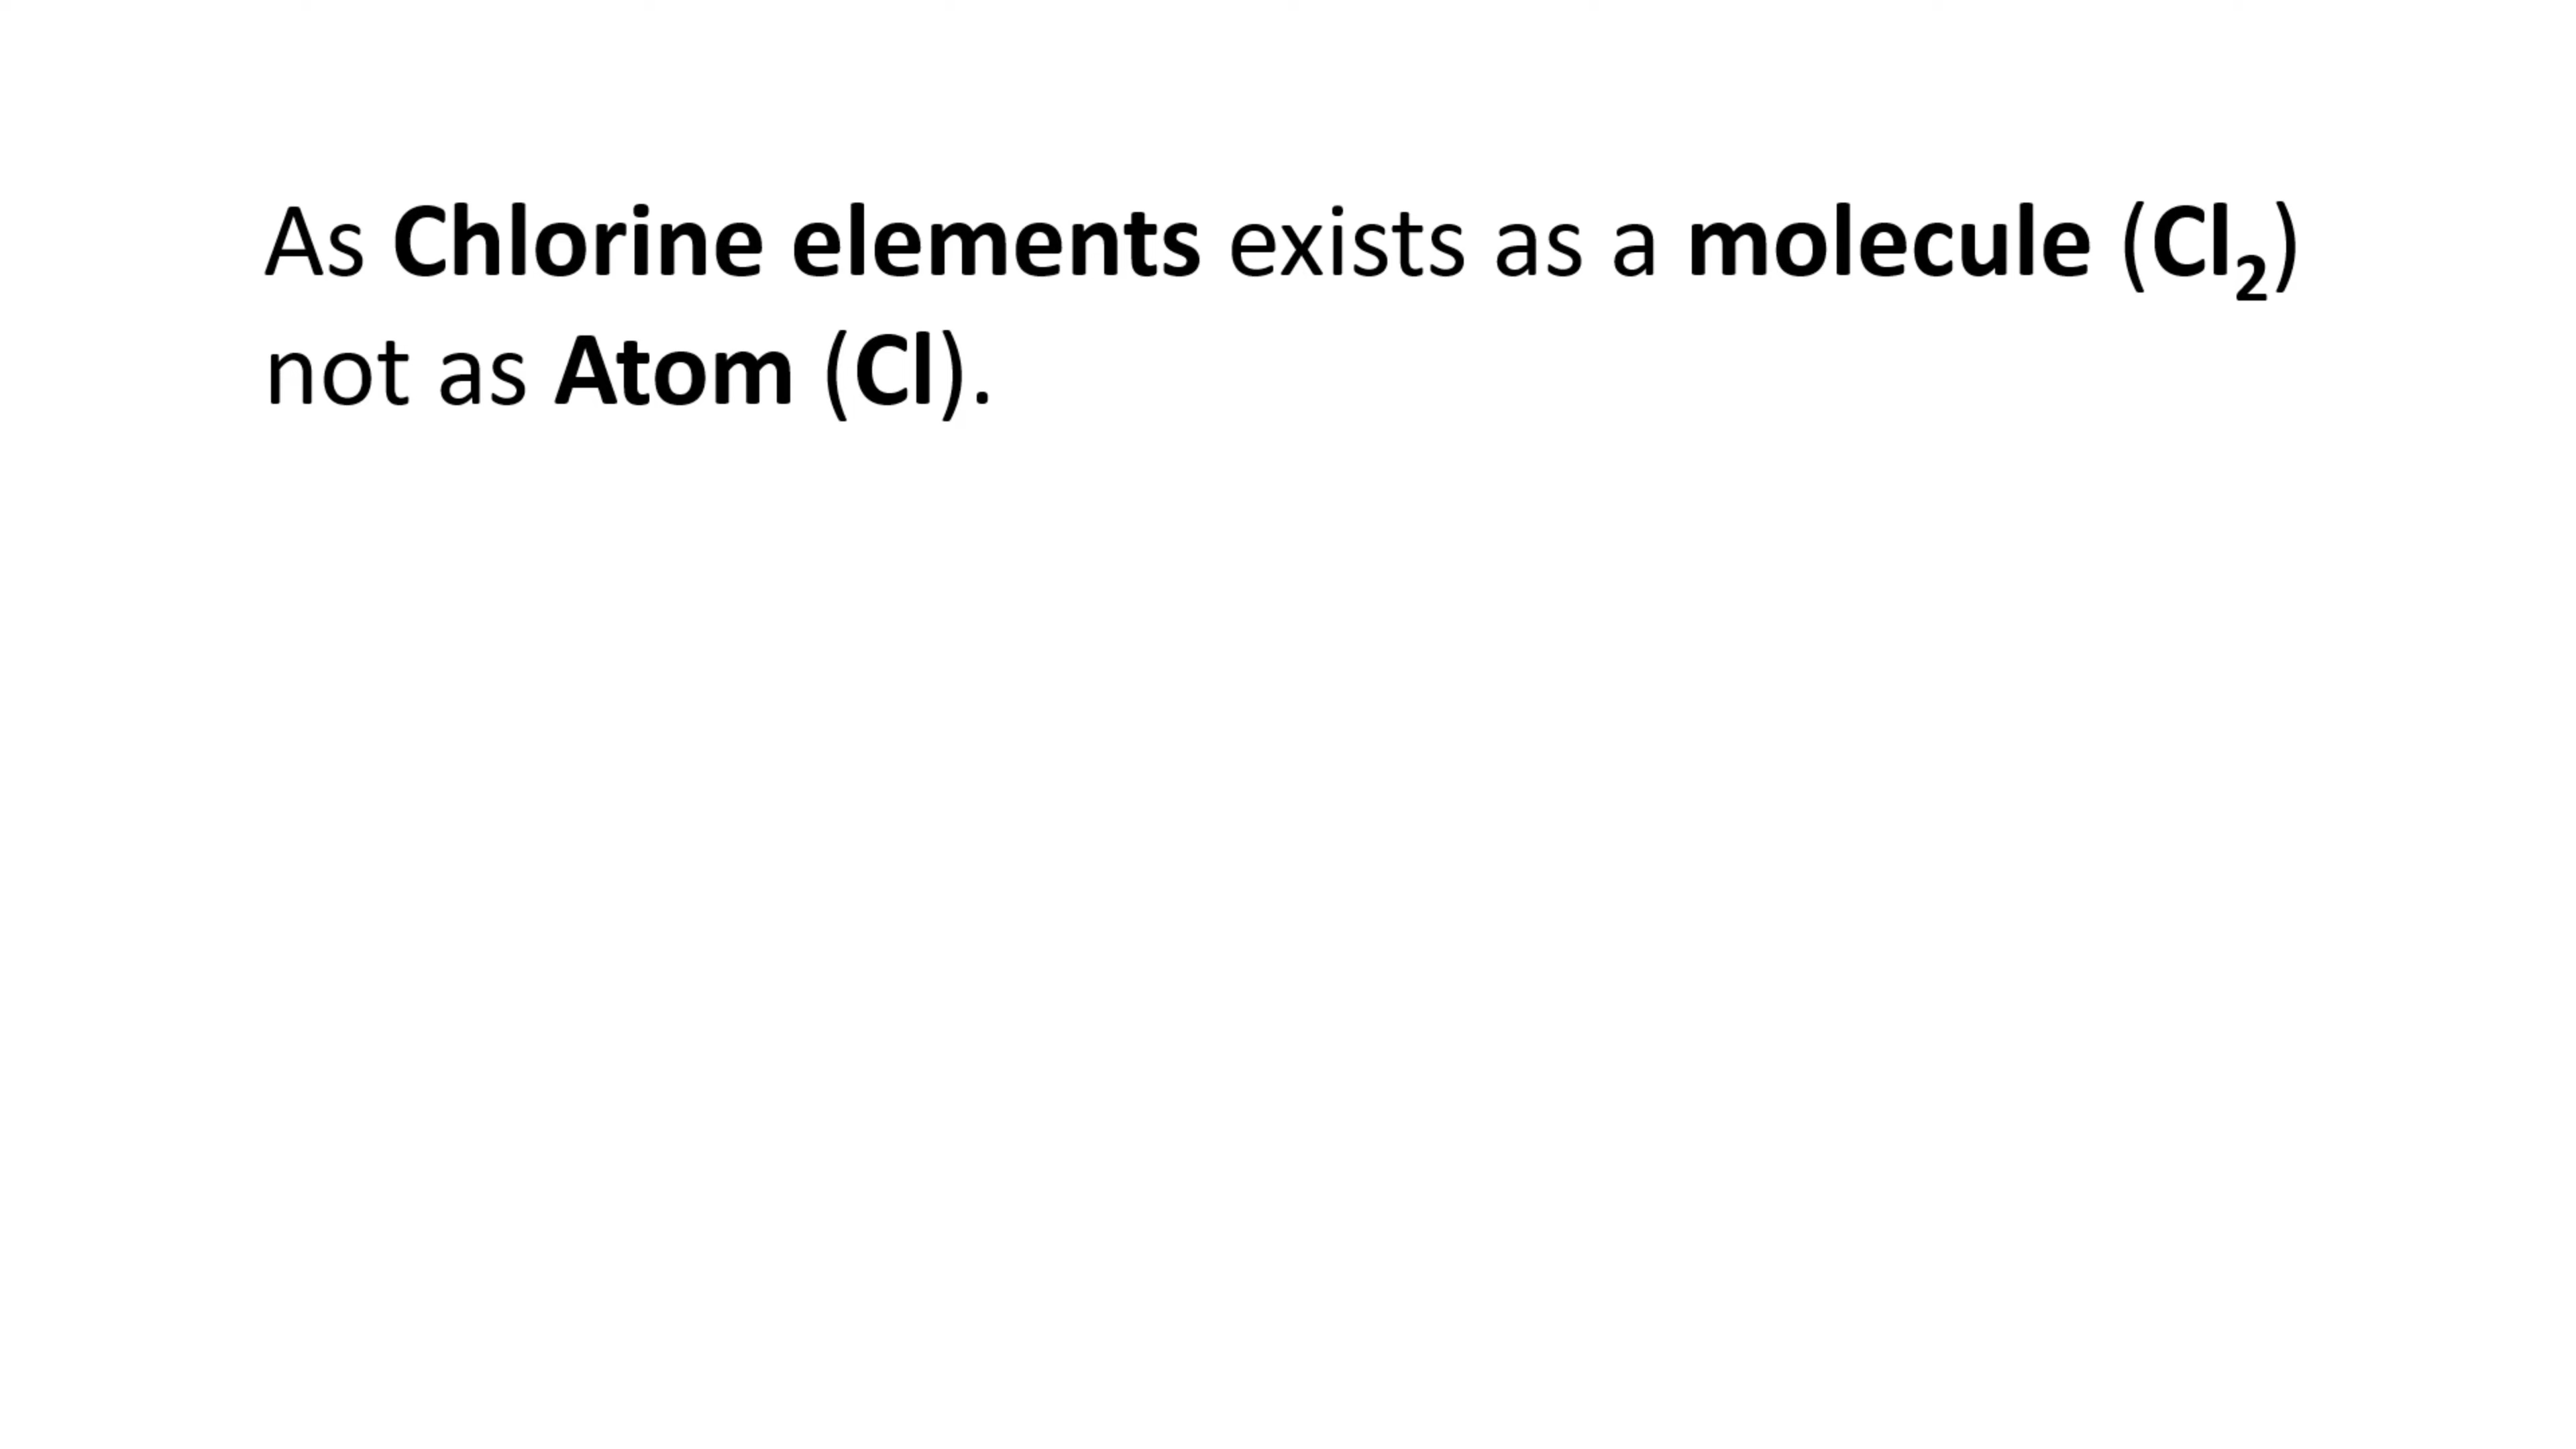 As Chlorine elements exists as a molecule (Cl₂)
not as Atom (Cl).